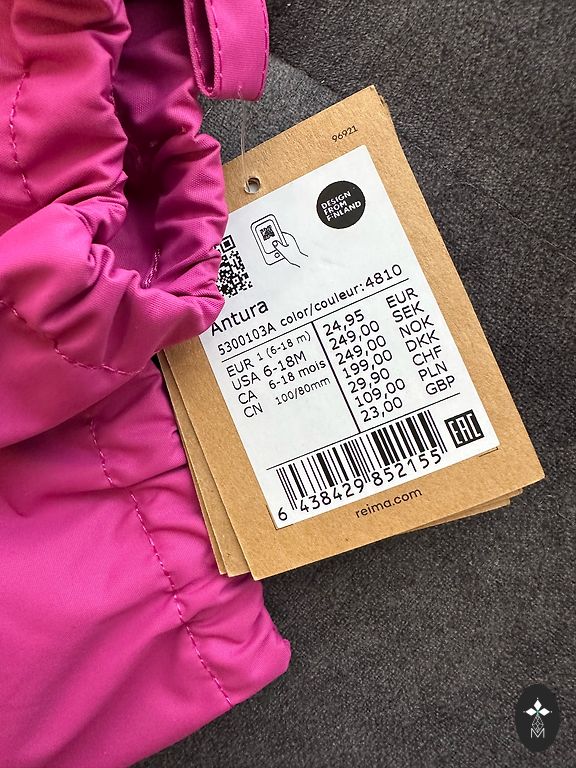 96921
DESIGN
FROM
FINLAND
Antura
5300103A color/couleur:4810
EUR 1 (6-18 m)
USA 6-18M
CA 6-18 mois
CN 100/80mm
24,95 EUR
249,00 SEK
249,00 NOK
199,00 DKK
29,90 CHF
109,00 PLN
23,00 GBP
EAC
6 438429 852155
reima.com
M